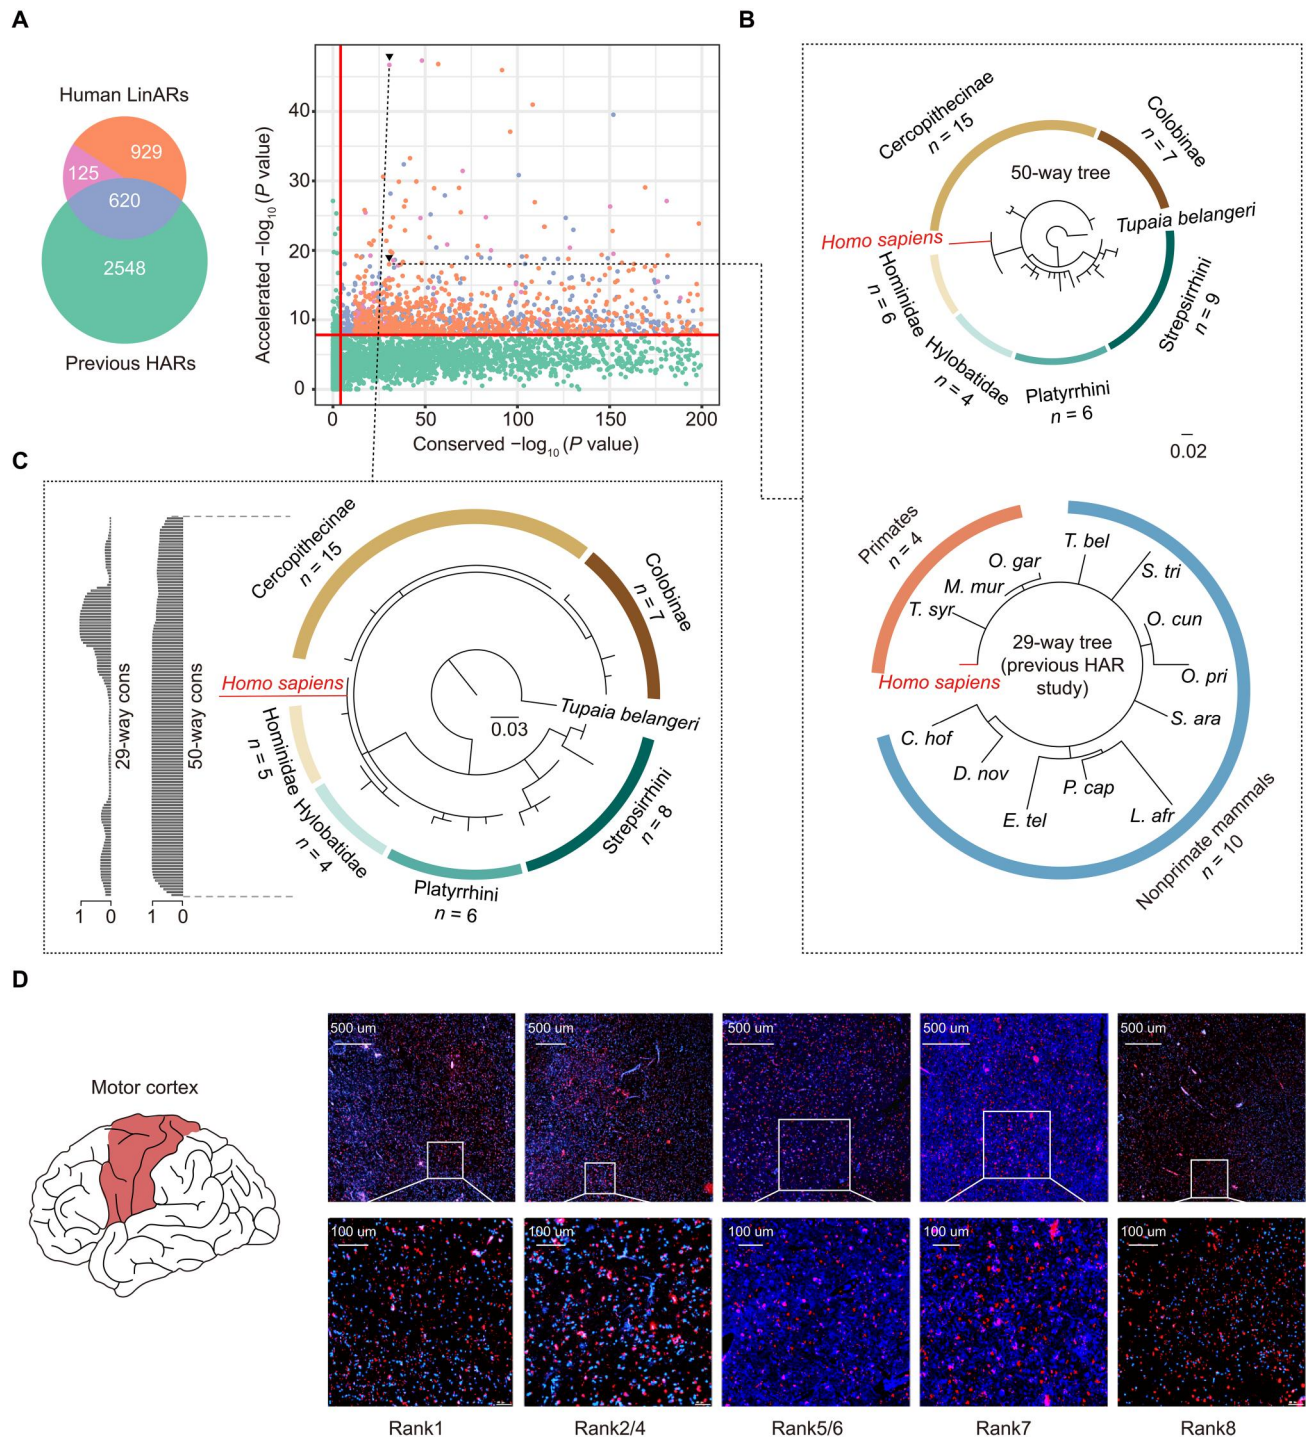 A
Human LinARs
929
125
620
2548
Previous HARs
Accelerated −log10 (P value)
40
30
20
10
0
0 50 100 150 200
Conserved −log10 (P value)
B
Cercopithecinae
n = 15
Colobinae
n = 7
50-way tree
Tupaia belangeri
Homo sapiens
Hominidae
n = 6
Hylobatidae
n = 4
Platyrrhini
n = 6
Strepsirrhini
n = 9
0.02
Primates
n = 4
T. bel
O. gar
S. tri
M. mur
T. syr
O. cun
29-way tree
(previous HAR
study)
Homo sapiens
O. pri
S. ara
C. hof
D. nov
P. cap
E. tel
L. afr
Nonprimate mammals
n = 10
C
29-way cons
50-way cons
1 0
1 0
Cercopithecinae
n = 15
Colobinae
n = 7
Homo sapiens
Tupaia belangeri
0.03
Hominidae
n = 5
Hylobatidae
n = 4
Platyrrhini
n = 6
Strepsirrhini
n = 8
D
Motor cortex
500 um 500 um 500 um 500 um 500 um
100 um 100 um 100 um 100 um 100 um
Rank1 Rank2/4 Rank5/6 Rank7 Rank8